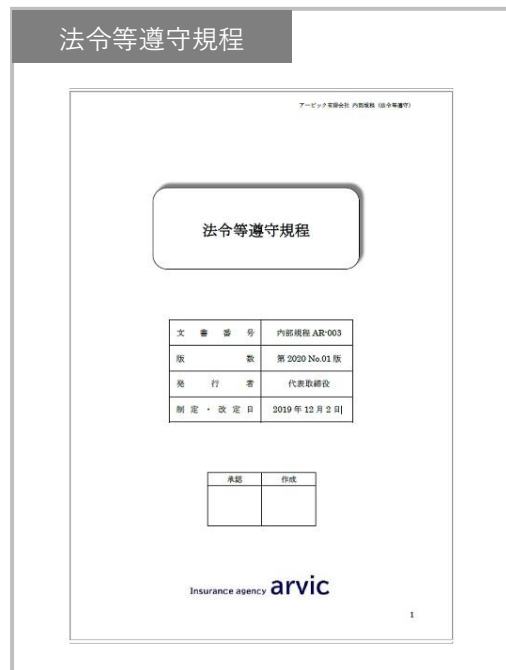 法令等遵守規程
アービック有限会社 内部規程（法令等遵守）
法令等遵守規程
文書番号 内部規程 AR-003
版数 第 2020 No.01 版
発行者 代表取締役
制定・改定日 2019 年 12 月 2 日
承認 作成
Insurance agency arvic
1